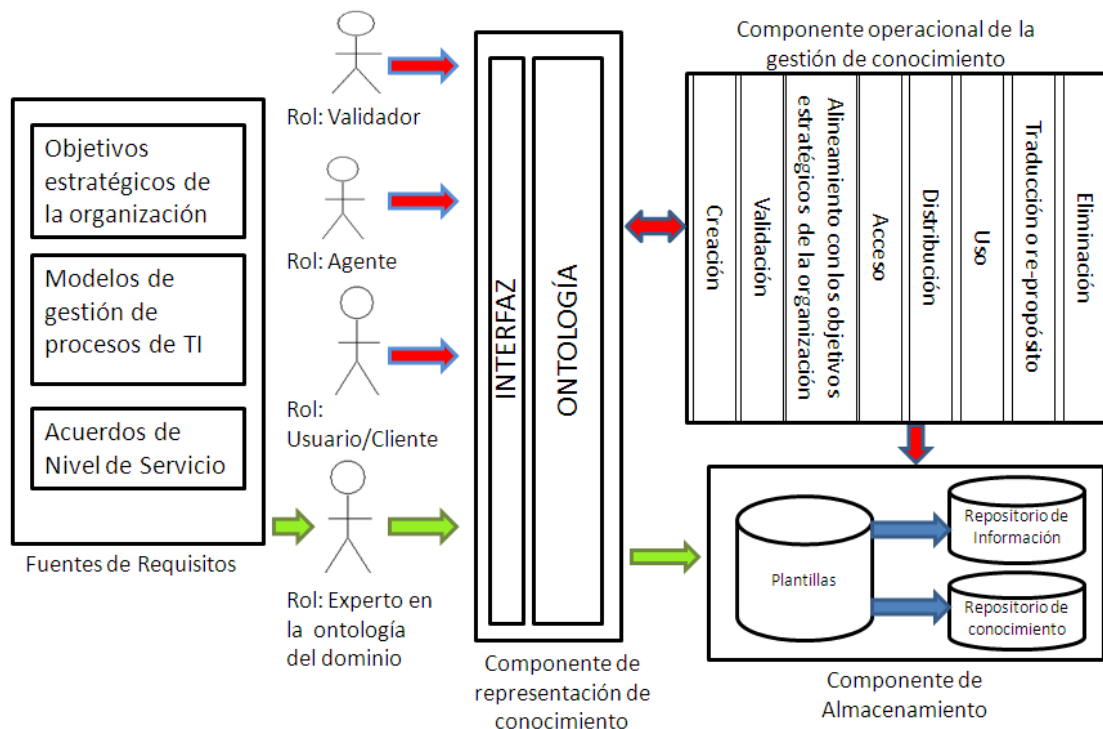 Objetivos
estratégicos de
la organización
Modelos de
gestión de
procesos de TI
Acuerdos de
Nivel de Servicio
Fuentes de Requisitos
Rol: Validador
Rol: Agente
Rol:
Usuario/Cliente
Rol: Experto en
la ontología
del dominio
INTERFAZ
ONTOLOGÍA
Componente de
representación de
conocimiento
Componente operacional de la
gestión de conocimiento
Creación
Validación
Alineamiento con los objetivos
estratégicos de la organización
Acceso
Distribución
Uso
Traducción o re-propósito
Eliminación
Plantillas
Repositorio de
Información
Repositorio de
conocimiento
Componente de
Almacenamiento